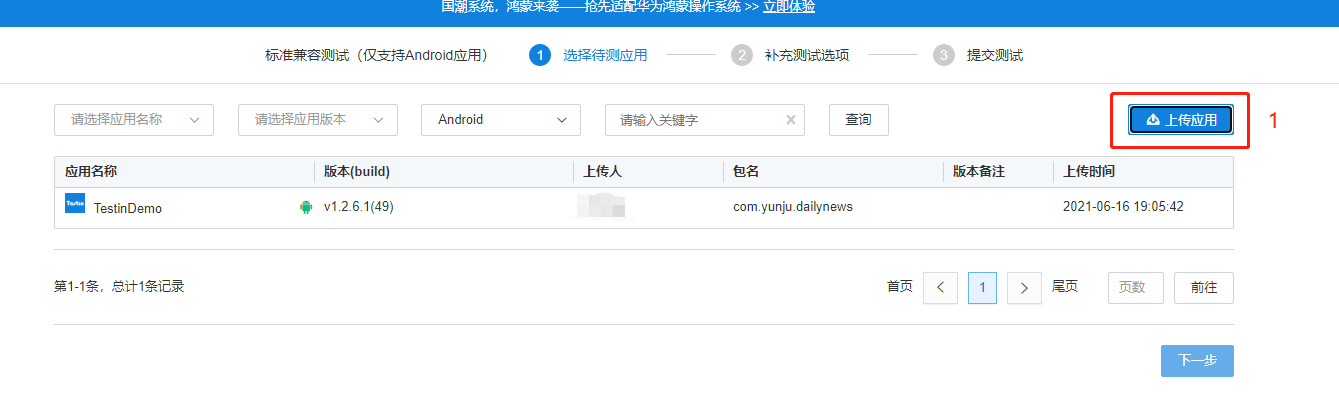 国潮系统，鸿蒙来袭——抢先适配华为鸿蒙操作系统 >> 立即体验
标准兼容测试（仅支持Android应用） 1 选择待测应用 2 补充测试选项 3 提交测试
请选择应用名称 请选择应用版本 Android 请输入关键字 查询 上传应用 1
应用名称 版本(build) 上传人 包名 版本备注 上传时间
Testin TestinDemo v1.2.6.1(49) com.yunju.dailynews 2021-06-16 19:05:42
第1-1条，总计1条记录 首页 < 1 > 尾页 页数 前往
下一步